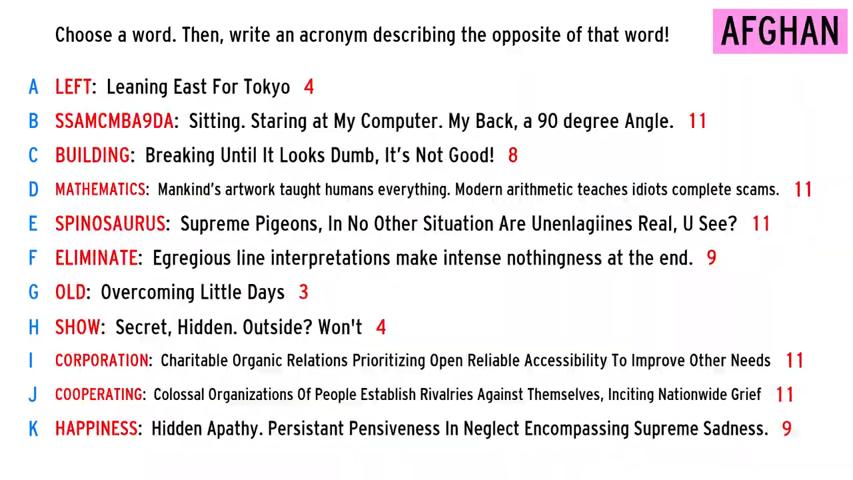 Choose a word. Then, write an acronym describing the opposite of that word!
AFGHAN
A LEFT: Leaning East For Tokyo 4
B SSAMCMBA9DA: Sitting. Staring at My Computer. My Back, a 90 degree Angle. 11
C BUILDING: Breaking Until It Looks Dumb, It's Not Good! 8
D MATHEMATICS: Mankind's artwork taught humans everything. Modern arithmetic teaches idiots complete scams. 11
E SPINOSAURUS: Supreme Pigeons, In No Other Situation Are Unenlagiines Real, U See? 11
F ELIMINATE: Egregious line interpretations make intense nothingness at the end. 9
G OLD: Overcoming Little Days 3
H SHOW: Secret, Hidden. Outside? Won't 4
I CORPORATION: Charitable Organic Relations Prioritizing Open Reliable Accessibility To Improve Other Needs 11
J COOPERATING: Colossal Organizations Of People Establish Rivalries Against Themselves, Inciting Nationwide Grief 11
K HAPPINESS: Hidden Apathy. Persistant Pensiveness In Neglect Encompassing Supreme Sadness. 9